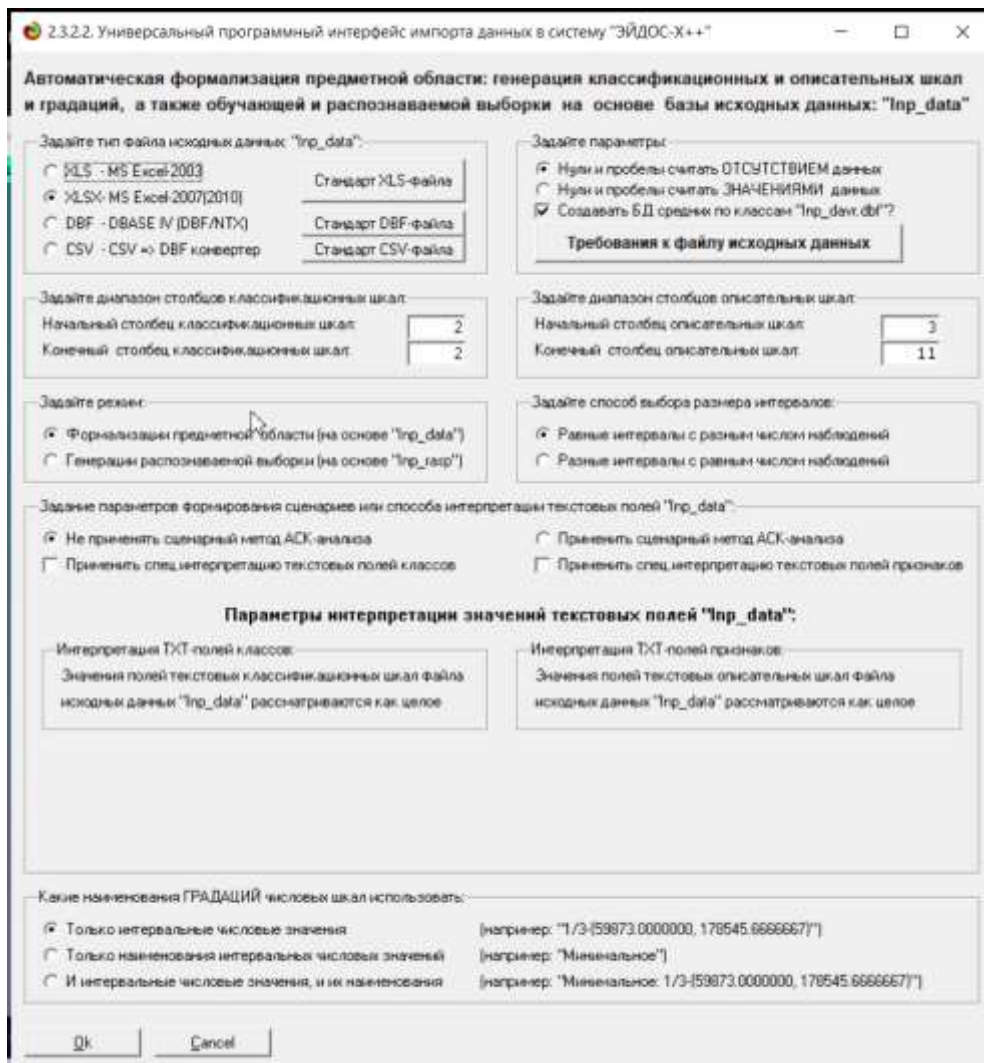 2.3.2.2. Универсальный программный интерфейс импорта данных в систему "ЭЙДОС-X++"
Автоматическая формализация предметной области: генерация классификационных и описательных шкал
и градаций, а также обучающей и распознаваемой выборки на основе базы исходных данных: "Inp_data"
Задайте тип файла исходных данных: "Inp_data":
XLS - MS Excel-2003
XLSX- MS Excel-2007(2010)
DBF - DBASE IV (DBF/NTX)
CSV - CSV => DBF конвертер
Стандарт XLS-файла
Стандарт DBF-файла
Стандарт CSV-файла
Задайте параметры:
Нули и пробелы считать ОТСУТСТВИЕМ данных
Нули и пробелы считать ЗНАЧЕНИЯМИ данных
Создавать БД средних по классам "Inp_davr.dbf"?
Требования к файлу исходных данных
Задайте диапазон столбцов классификационных шкал:
Начальный столбец классификационных шкал: 2
Конечный столбец классификационных шкал: 2
Задайте диапазон столбцов описательных шкал:
Начальный столбец описательных шкал: 3
Конечный столбец описательных шкал: 11
Задайте режим:
Формализации предметной области (на основе "Inp_data")
Генерации распознаваемой выборки (на основе "Inp_rasp")
Задайте способ выбора размера интервалов:
Равные интервалы с разным числом наблюдений
Разные интервалы с равным числом наблюдений
Задание параметров формирования сценариев или способа интерпретации текстовых полей "Inp_data":
Не применять сценарный метод АСК-анализа
Применить сценарный метод АСК-анализа
Применить спец.интерпретацию текстовых полей классов
Применить спец.интерпретацию текстовых полей признаков
Параметры интерпретации значений текстовых полей "Inp_data":
Интерпретация TXT-полей классов:
Значения полей текстовых классификационных шкал файла
исходных данных "Inp_data" рассматриваются как целое
Интерпретация TXT-полей признаков:
Значения полей текстовых описательных шкал файла
исходных данных "Inp_data" рассматриваются как целое
Какие наименования ГРАДАЦИЙ числовых шкал использовать:
Только интервальные числовые значения (например: "1/3-{59873.0000000, 178545.6666667}")
Только наименования интервальных числовых значений (например: "Минимальное")
И интервальные числовые значения, и их наименования (например: "Минимальное: 1/3-{59873.0000000, 178545.6666667}")
Ok
Cancel